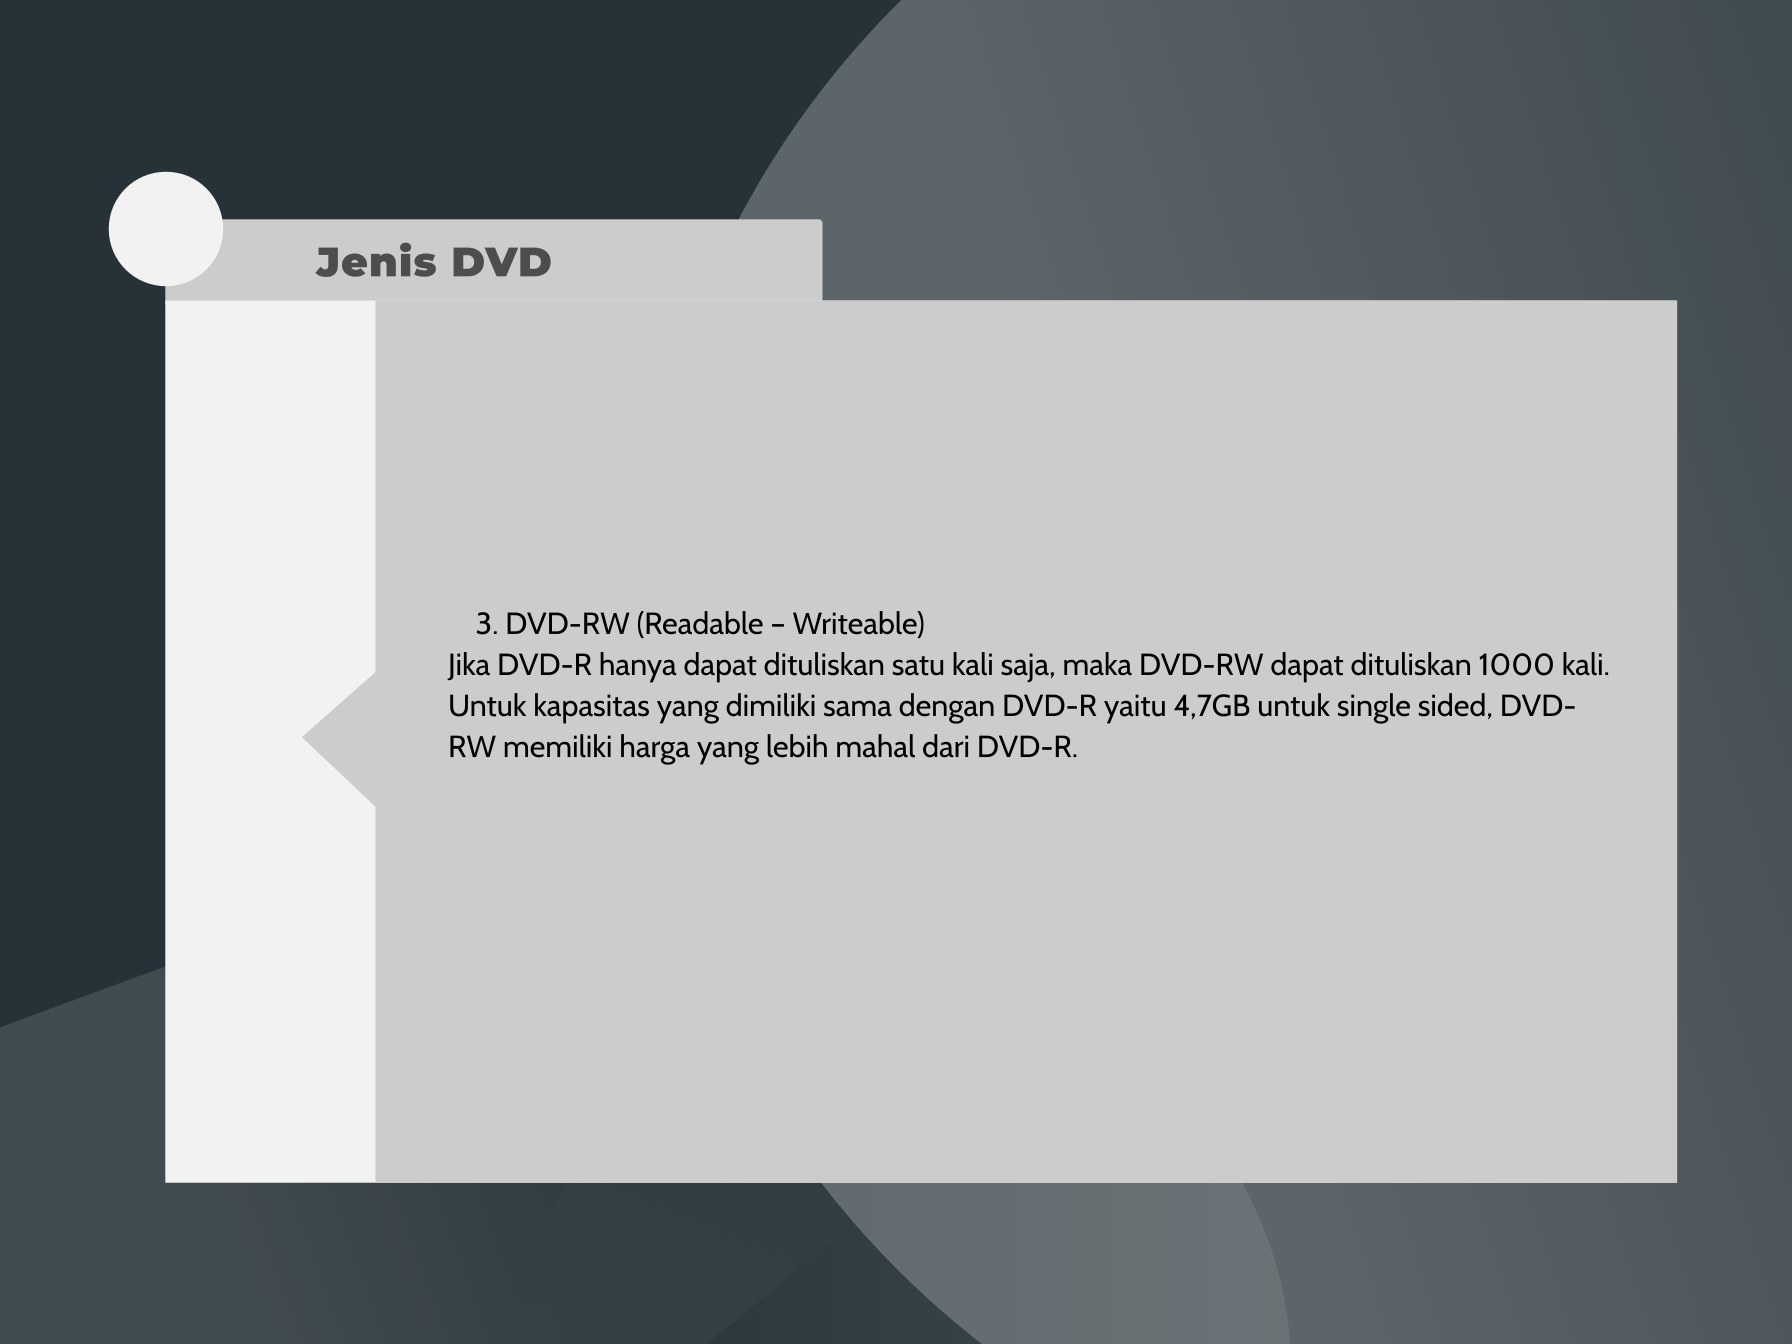 Jenis DVD
3. DVD-RW (Readable – Writeable)
Jika DVD-R hanya dapat dituliskan satu kali saja, maka DVD-RW dapat dituliskan 1000 kali.
Untuk kapasitas yang dimiliki sama dengan DVD-R yaitu 4,7GB untuk single sided, DVD-
RW memiliki harga yang lebih mahal dari DVD-R.